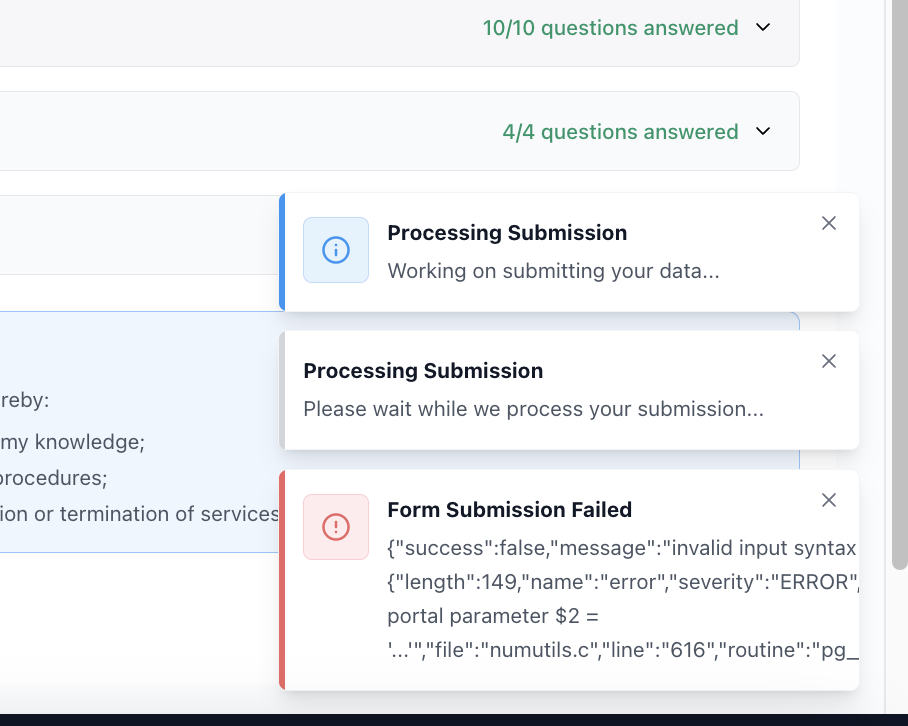 10/10 questions answered
4/4 questions answered
Processing Submission
Working on submitting your data...
Processing Submission
Please wait while we process your submission...
reby:
my knowledge;
procedures;
ion or termination of services
Form Submission Failed
{"success":false,"message":"invalid input syntax
{"length":149,"name":"error","severity":"ERROR",
portal parameter $2 =
'...'","file":"numutils.c","line":"616","routine":"pg_